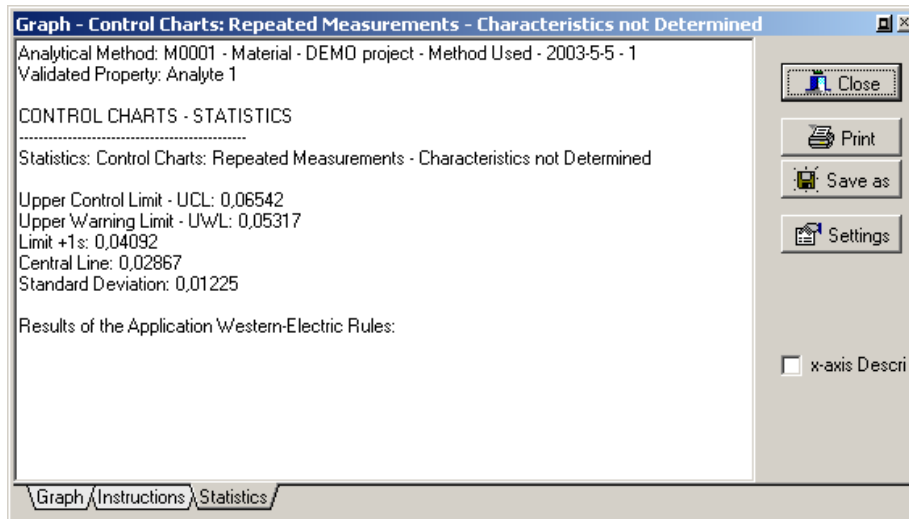 Graph - Control Charts: Repeated Measurements - Characteristics not Determined
Analytical Method: M0001 - Material - DEMO project - Method Used - 2003-5-5 - 1
Validated Property: Analyte 1
CONTROL CHARTS - STATISTICS
-----------------------------------------------
Statistics: Control Charts: Repeated Measurements - Characteristics not Determined
Upper Control Limit - UCL: 0,06542
Upper Warning Limit - UWL: 0,05317
Limit +1s: 0,04092
Central Line: 0,02867
Standard Deviation: 0,01225
Results of the Application Western-Electric Rules:
Close
Print
Save as
Settings
x-axis Descri
Graph
Instructions
Statistics